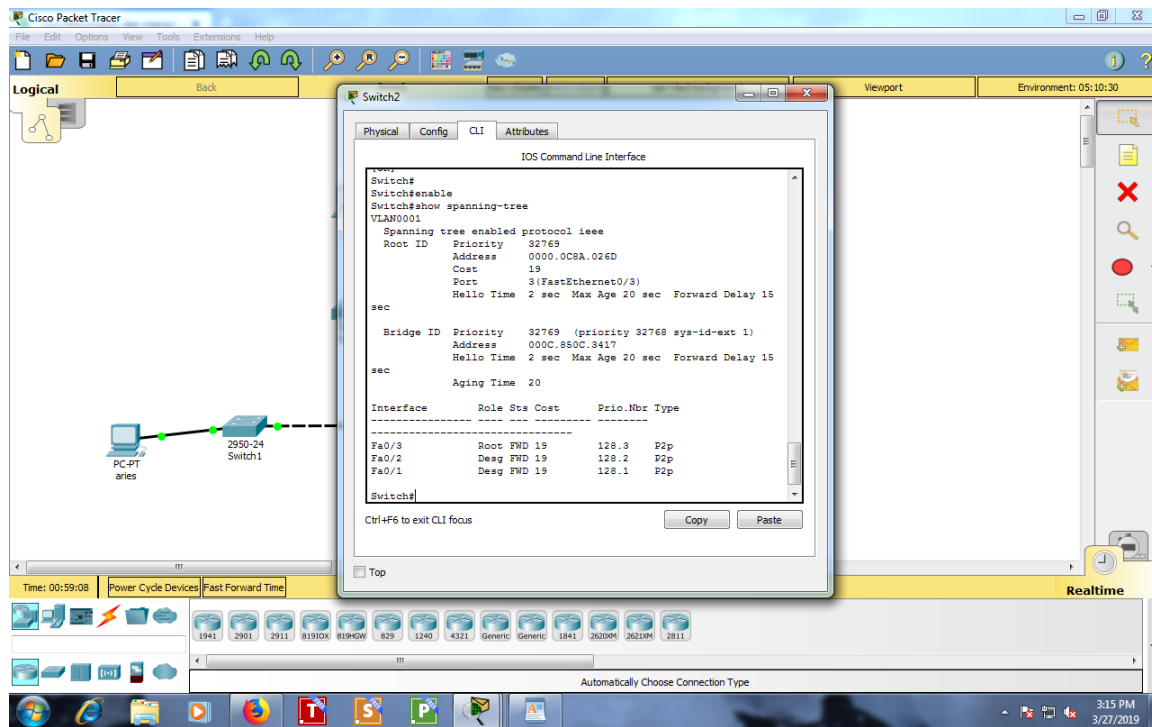 Cisco Packet Tracer
File Edit Options View Tools Extensions Help
Logical
Back
Viewport
Environment: 05:10:30
Switch2
Physical Config CLI Attributes
IOS Command Line Interface
Switch#
Switch#enable
Switch#show spanning-tree
VLAN0001
Spanning tree enabled protocol ieee
Root ID Priority 32769
Address 0000.0C8A.026D
Cost 19
Port 3(FastEthernet0/3)
Hello Time 2 sec Max Age 20 sec Forward Delay 15
sec
Bridge ID Priority 32769 (priority 32768 sys-id-ext 1)
Address 000C.850C.3417
Hello Time 2 sec Max Age 20 sec Forward Delay 15
sec
Aging Time 20
Interface Role Sts Cost Prio.Nbr Type
---------------- ---- --- --------- --------
--------------------------------
Fa0/3 Root FWD 19 128.3 P2p
Fa0/2 Desg FWD 19 128.2 P2p
Fa0/1 Desg FWD 19 128.1 P2p
Switch#
Ctrl+F6 to exit CLI focus
Copy
Paste
Top
PC-PT
aries
2950-24
Switch1
Time: 00:59:08 Power Cycle Devices Fast Forward Time
Realtime
1941 2901 2911 819IOX 819HGW 829 1240 4321 Generic Generic 1841 2620XM 2621XM 2811
Automatically Choose Connection Type
3:15 PM
3/27/2019